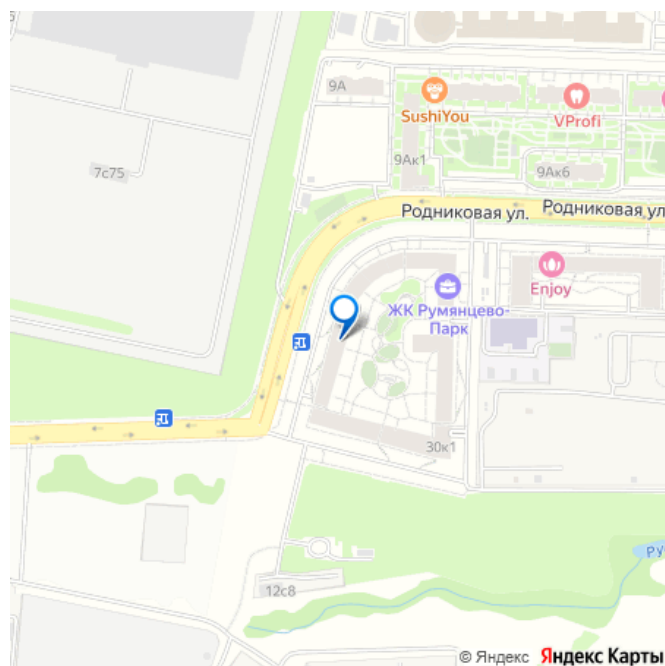 9А
SushiYou
VProfi
7с75
9Ак1
9Ак6
Родниковая ул.
Родниковая ул.
Enjoy
ЖК Румянцево-
Парк
30к1
РУ
12с8
© Яндекс Яндекс Карты